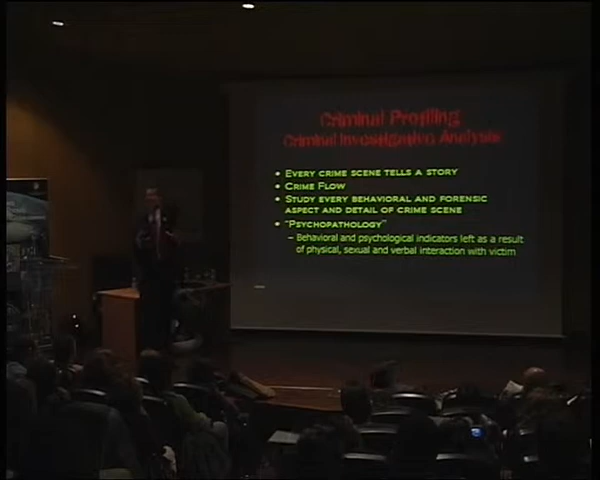 Criminal Profiling
Criminal Investigative Analysis
• EVERY CRIME SCENE TELLS A STORY
• CRIME FLOW
• STUDY EVERY BEHAVIORAL AND FORENSIC
ASPECT AND DETAIL OF CRIME SCENE
• "PSYCHOPATHOLOGY"
– Behavioral and psychological indicators left as a result
of physical, sexual and verbal interaction with victim